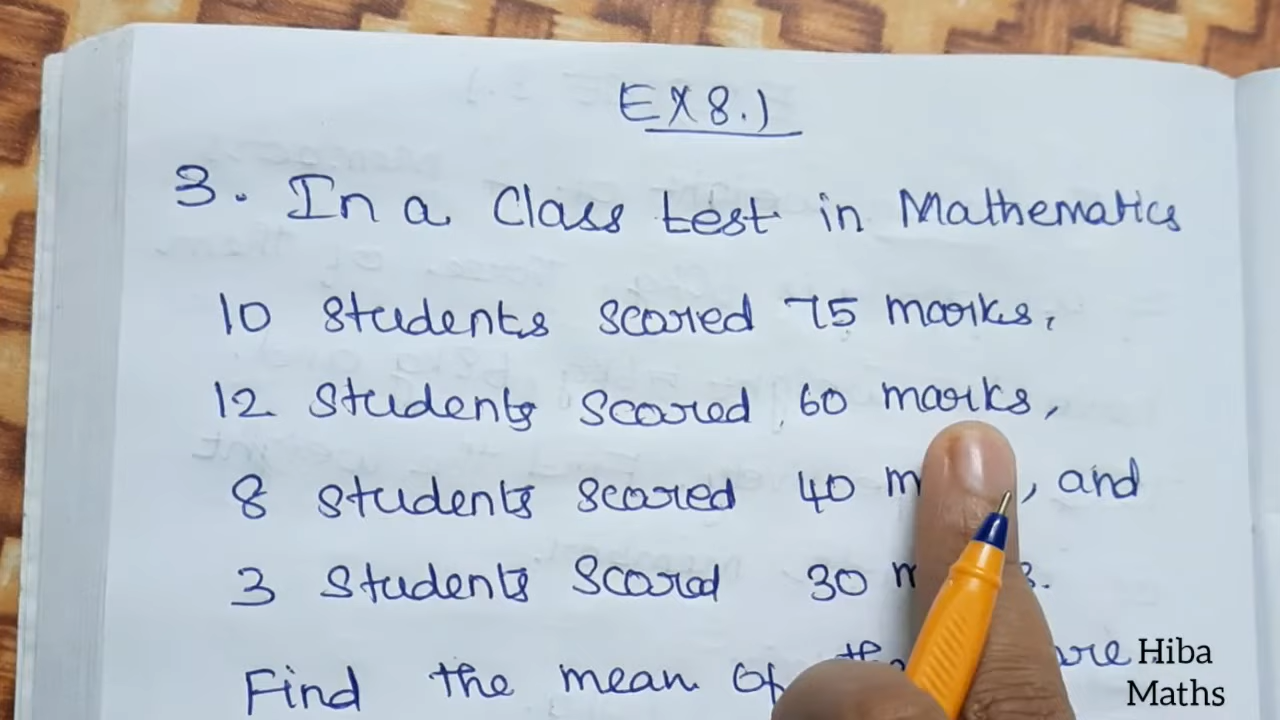 EX 8.1
3. In a Class test in Mathematics
10 students scored 75 marks,
12 students scored 60 marks,
8 students scored 40 and
3 students scored 30
Find the mean of
Hiba
Maths